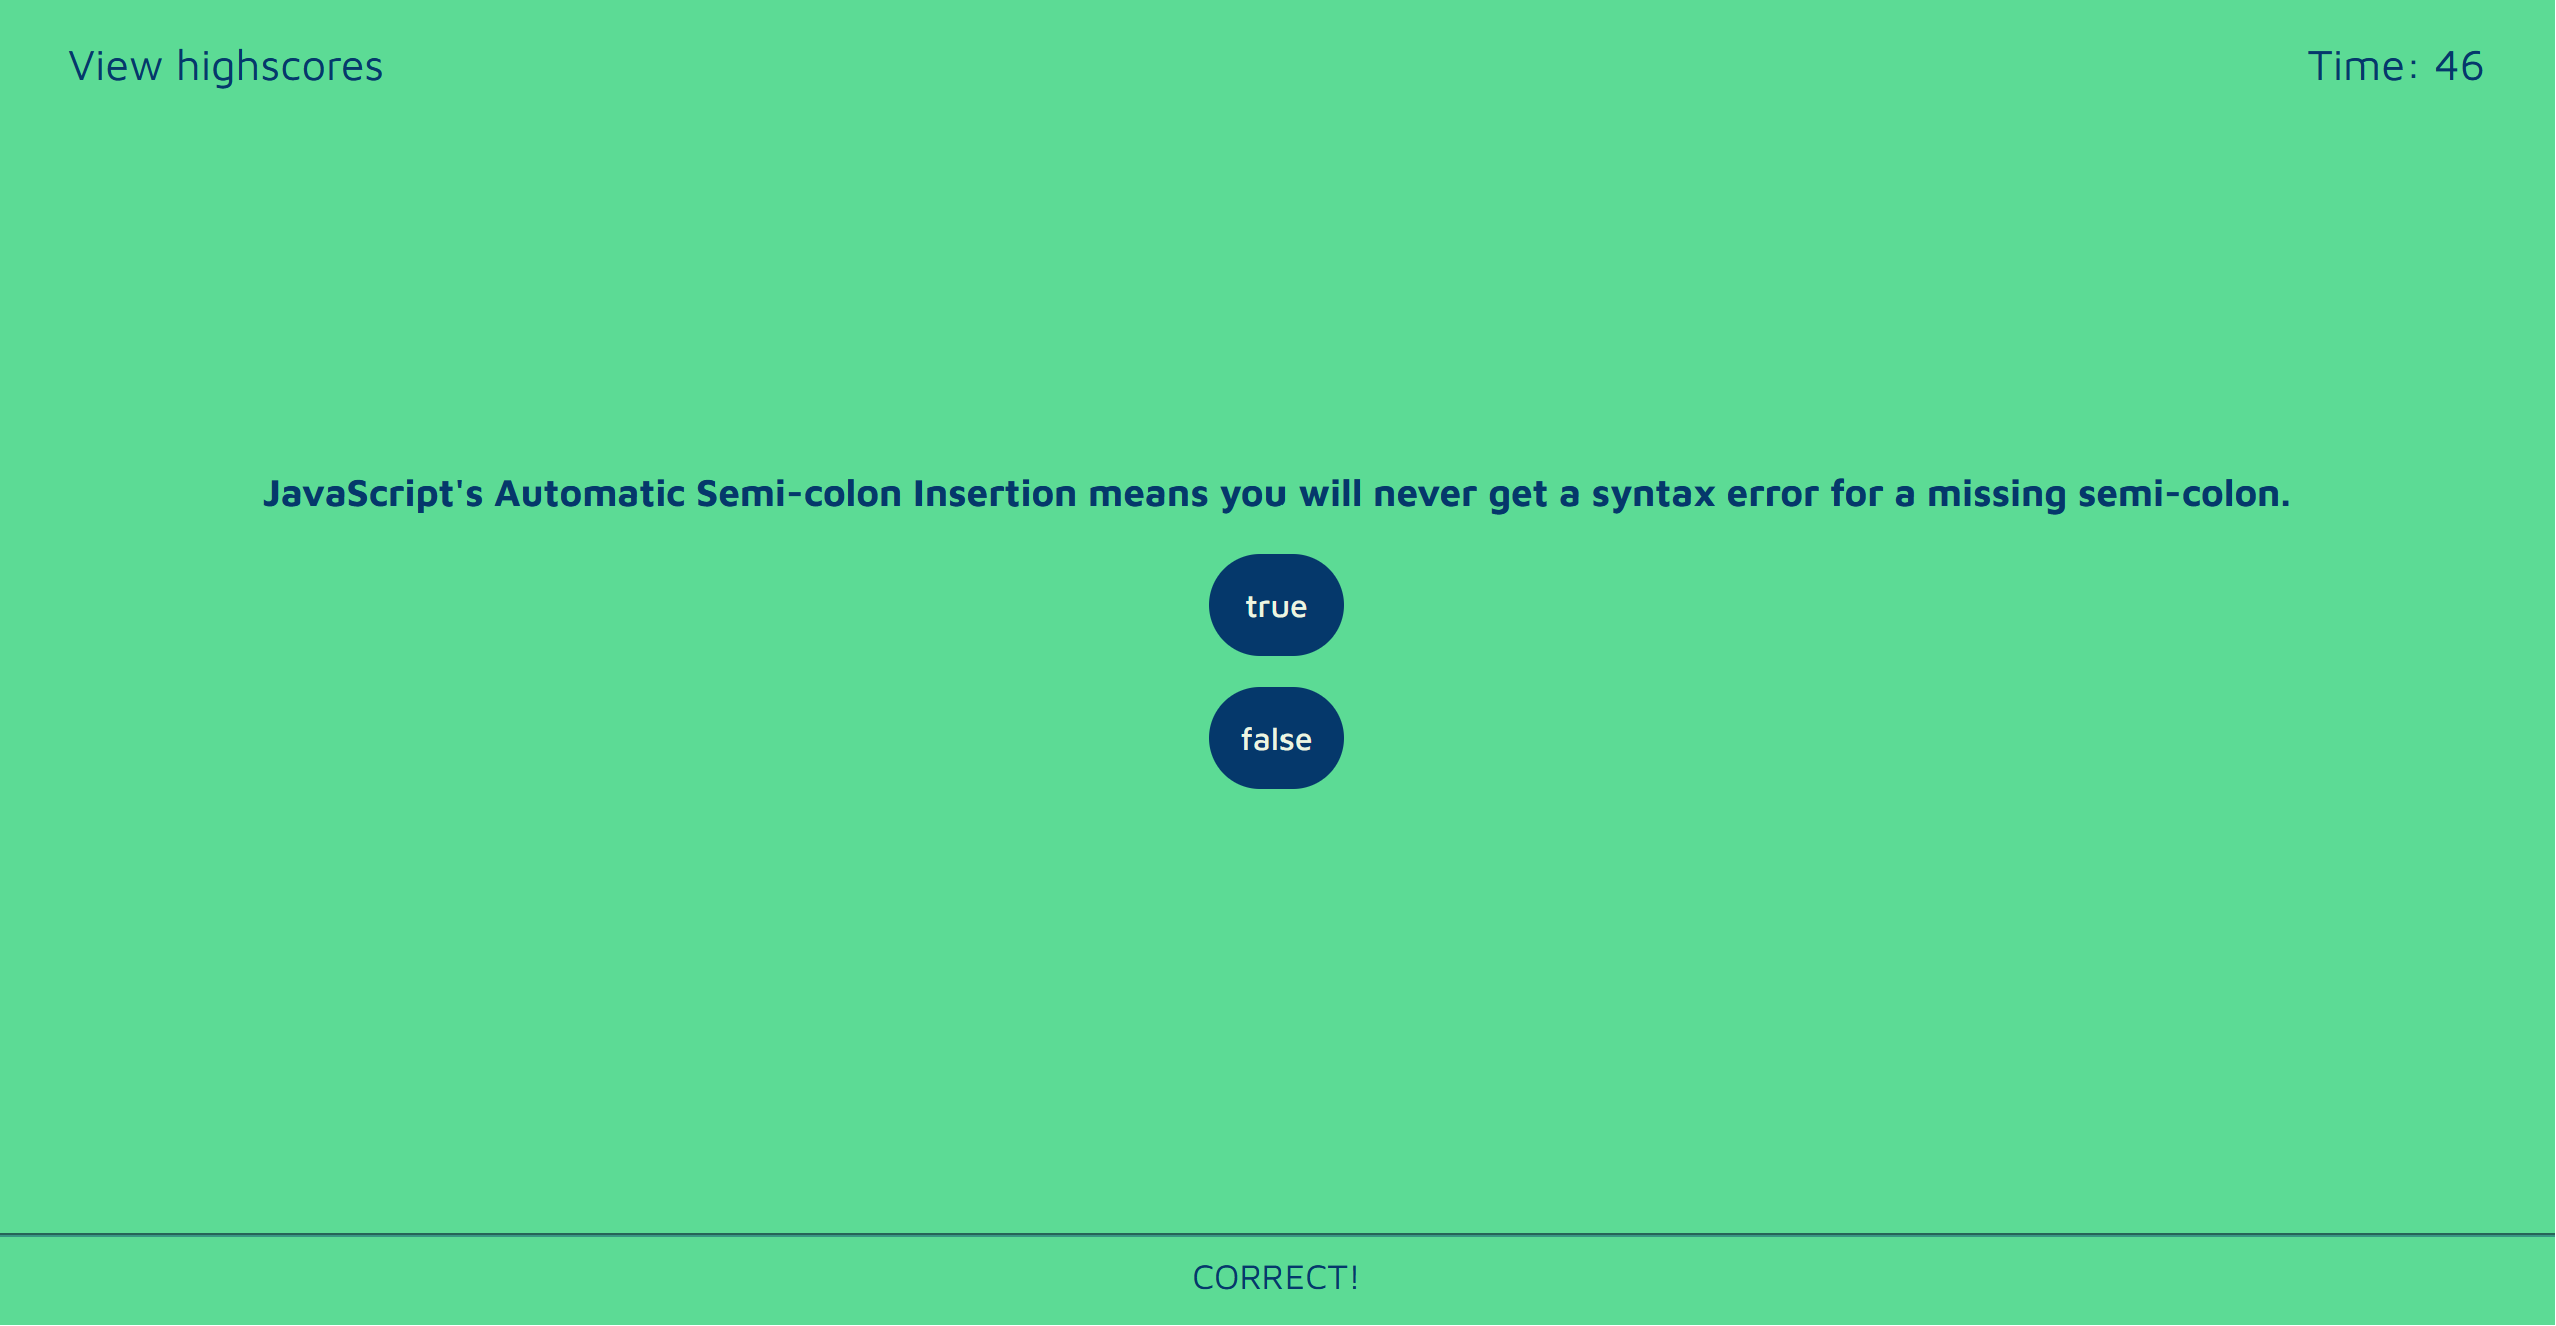 View highscores
Time: 46
JavaScript's Automatic Semi-colon Insertion means you will never get a syntax error for a missing semi-colon.
true
false
CORRECT!